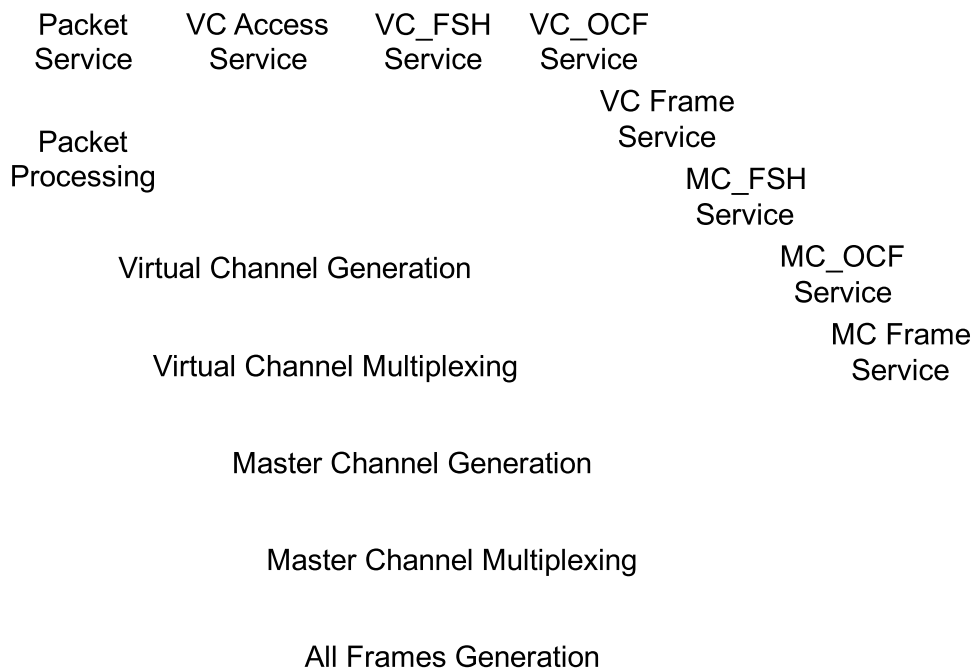 Packet Service
VC Access Service
VC_FSH Service
VC_OCF Service
VC Frame Service
Packet Processing
MC_FSH Service
Virtual Channel Generation
MC_OCF Service
MC Frame Service
Virtual Channel Multiplexing
Master Channel Generation
Master Channel Multiplexing
All Frames Generation